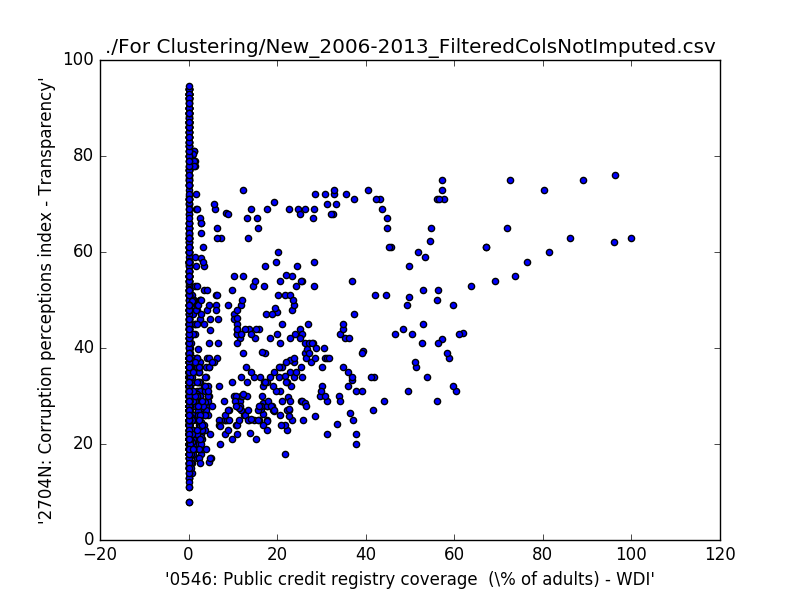 ./For Clustering/New_2006-2013_FilteredColsNotImputed.csv
100
80
60
40
20
0
−20 0 20 40 60 80 100 120
'2704N: Corruption perceptions index - Transparency'
'0546: Public credit registry coverage  (\% of adults) - WDI'